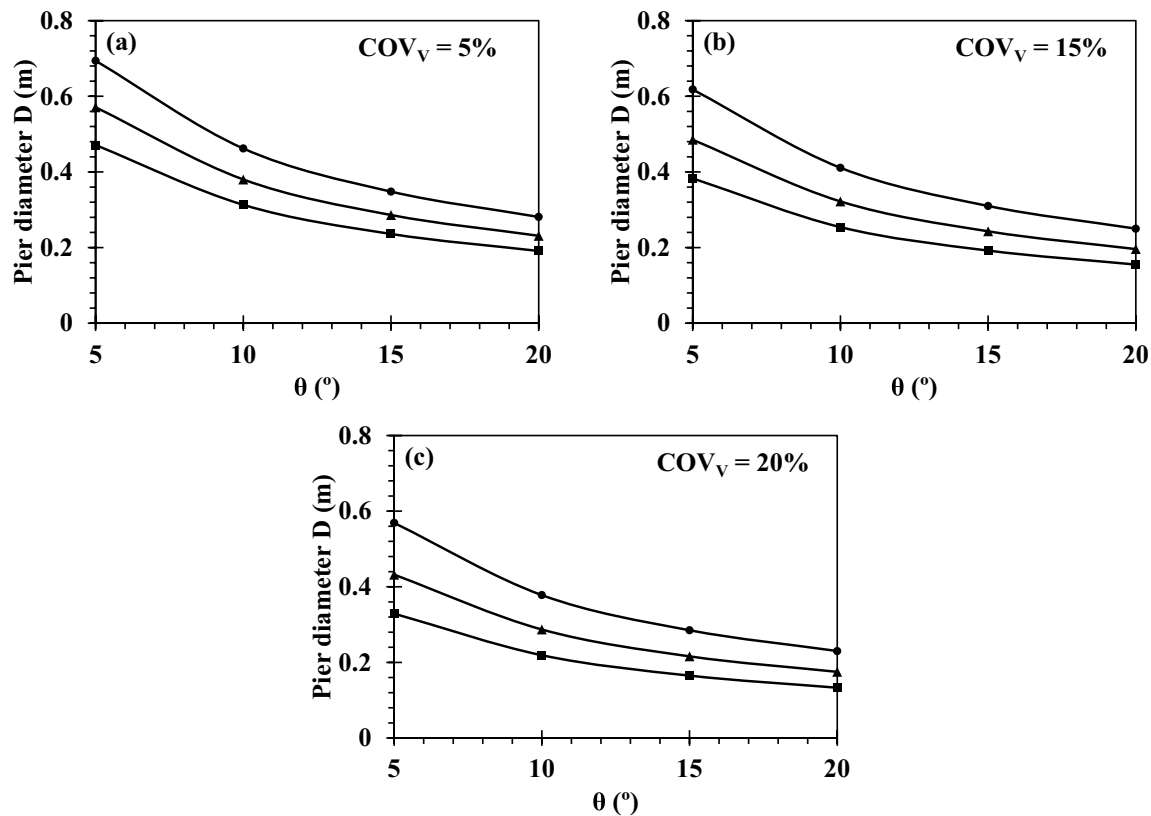 (a)
COV_V = 5%
Pier diameter D (m)
0.8
0.6
0.4
0.2
0
5 10 15 20
θ (º)
(b)
COV_V = 15%
Pier diameter D (m)
0.8
0.6
0.4
0.2
0
5 10 15 20
θ (º)
(c)
COV_V = 20%
Pier diameter D (m)
0.8
0.6
0.4
0.2
0
5 10 15 20
θ (º)